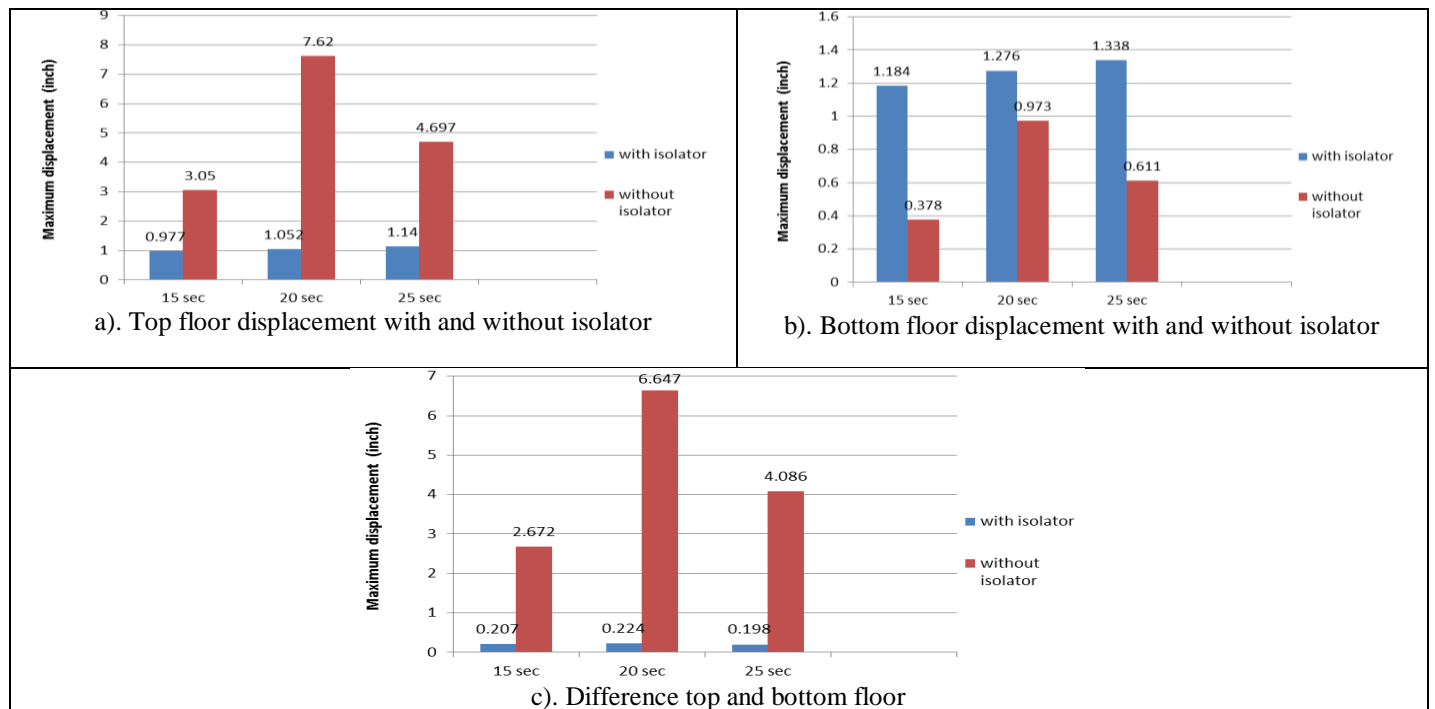 Maximum displacement (inch)
9
8
7
6
5
4
3
2
1
0
0.977
3.05
1.052
7.62
1.14
4.697
15 sec
20 sec
25 sec
with isolator
without
isolator
a). Top floor displacement with and without isolator
Maximum displacement (inch)
1.6
1.4
1.2
1
0.8
0.6
0.4
0.2
0
1.184
0.378
1.276
0.973
1.338
0.611
15 sec
20 sec
25 sec
with isolator
without
isolator
b). Bottom floor displacement with and without isolator
Maximum displacement (inch)
7
6
5
4
3
2
1
0
0.207
2.672
0.224
6.647
0.198
4.086
15 sec
20 sec
25 sec
with isolator
without
isolator
c). Difference top and bottom floor